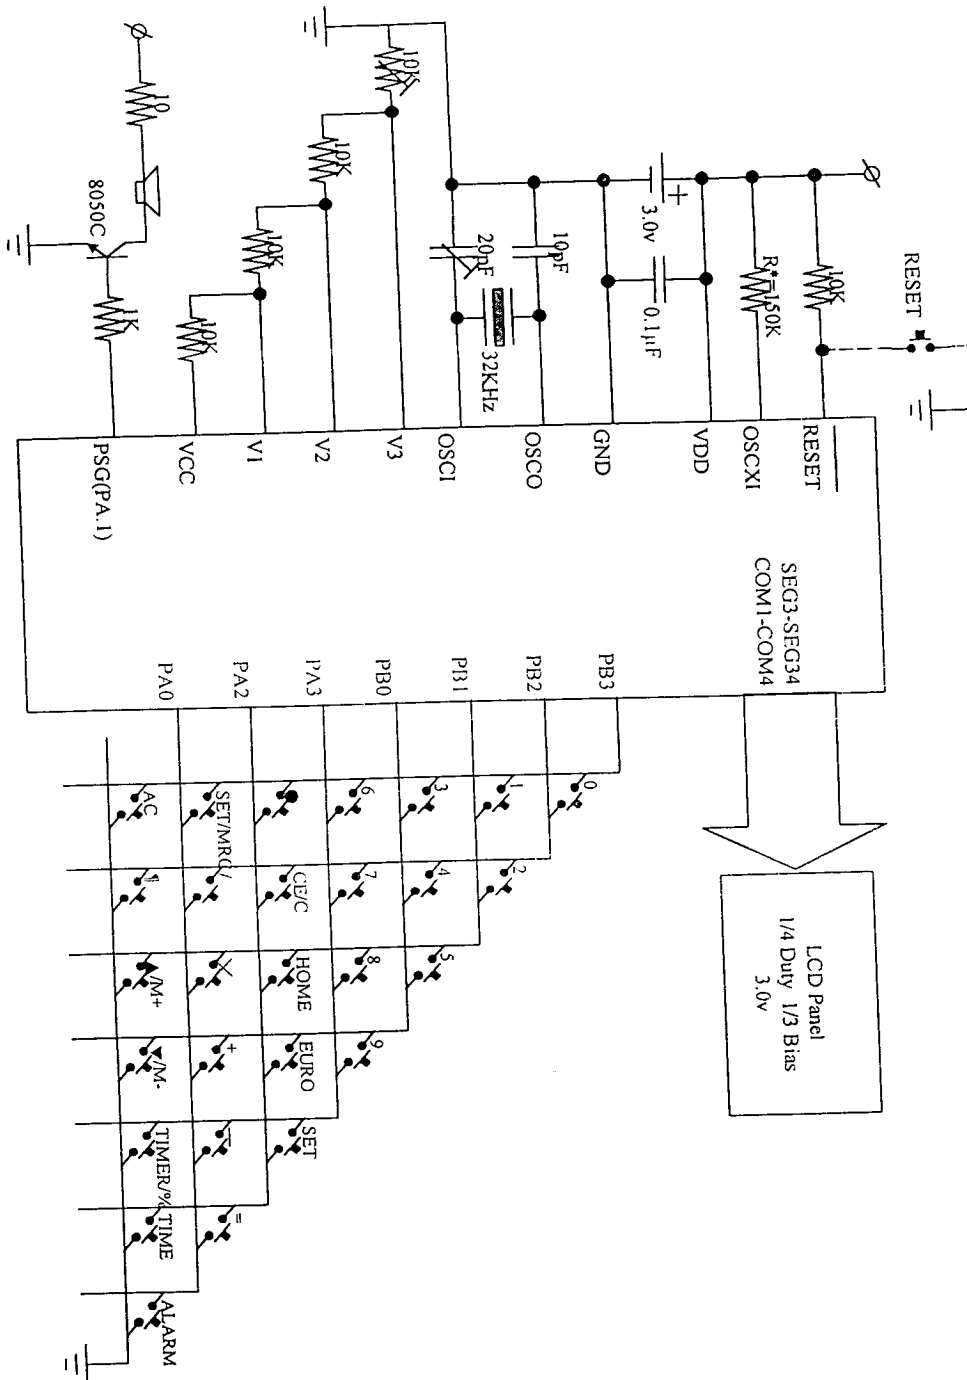 10
8050C
1K
10K
10K
10K
10K
20pF
10pF
32KHz
3.0v
+
0.1µF
R*=150K
10K
RESET
PSG(PA.1)
VCC
V1
V2
V3
OSCI
OSCO
GND
VDD
OSCXI
RESET
SEG3-SEG34
COM1-COM4
PA0
PA2
PA3
PB0
PB1
PB2
PB3
LCD Panel
1/4 Duty 1/3 Bias
3.0v
0
1
3
6
SET/MRC/
AC
2
4
7
CE/C
5
8
HOME
×
▲/M+
9
EURO
+
▼/M-
SET
TIMER/%
=
TIME
ALARM